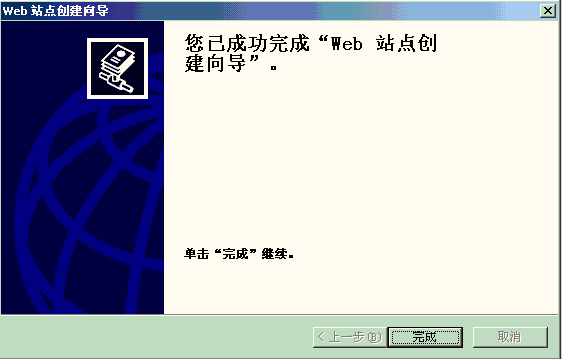 Web 站点创建向导
您已成功完成“Web 站点创
建向导”。
单击“完成”继续。
< 上一步(B)
完成
取消